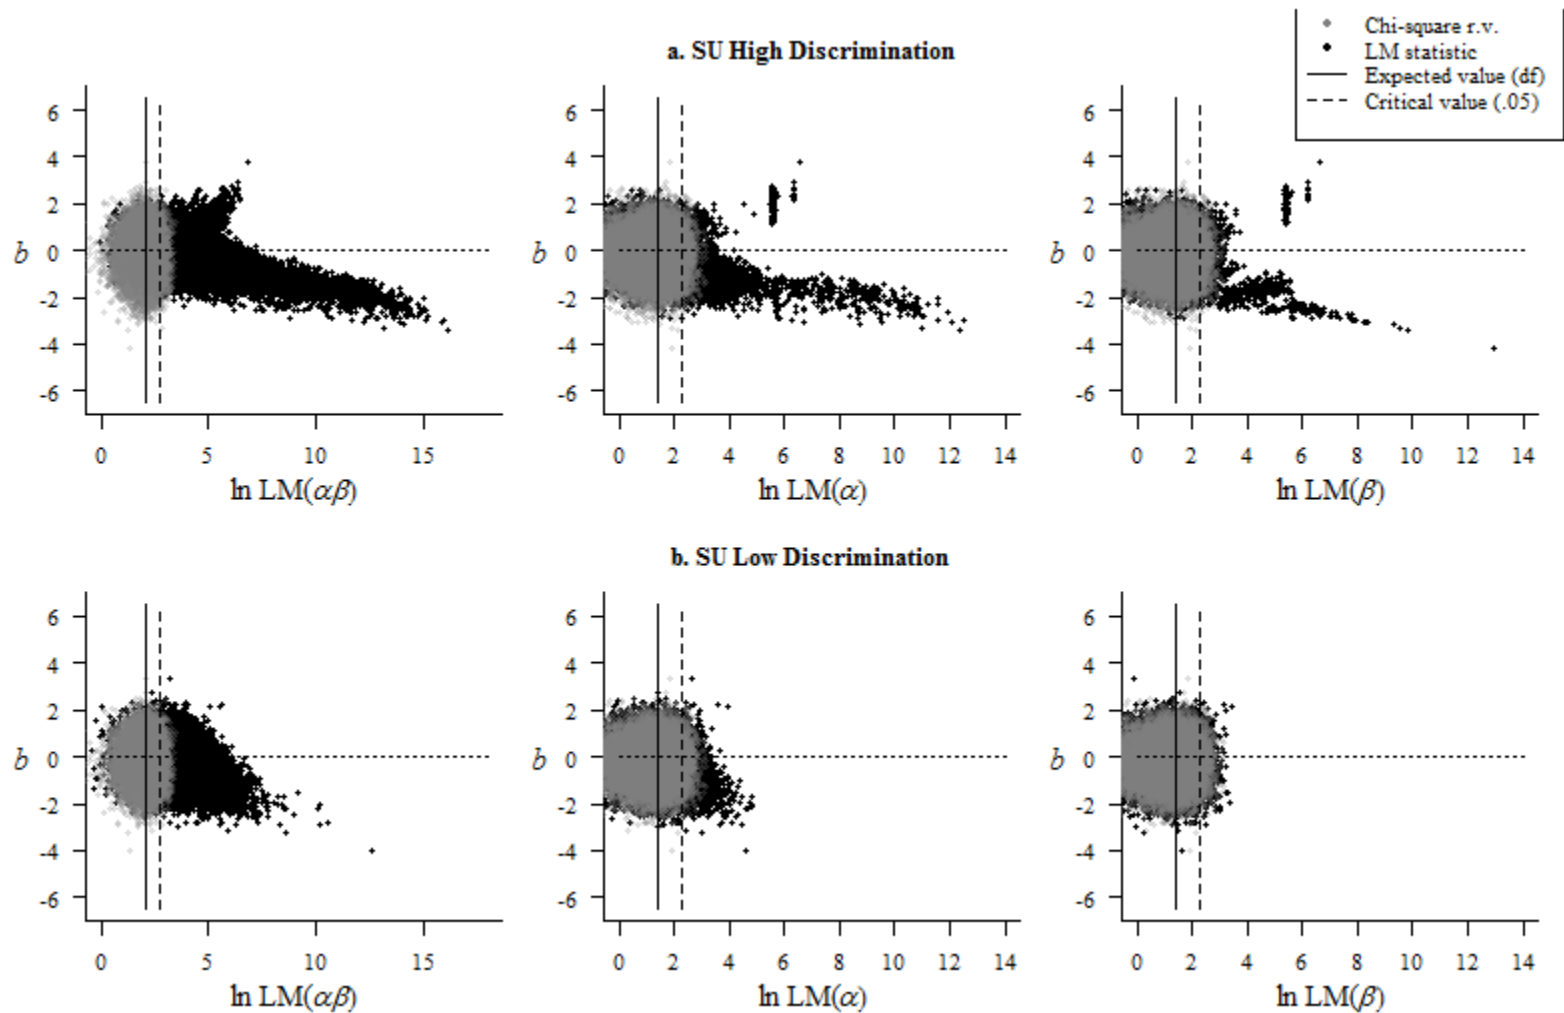 Chi-square r.v.
LM statistic
Expected value (df)
Critical value (.05)
a. SU High Discrimination
6
4
2
0
-2
-4
-6
b
0 5 10 15
ln LM(αβ)
6
4
2
0
-2
-4
-6
b
0 2 4 6 8 10 12 14
ln LM(α)
6
4
2
0
-2
-4
-6
b
0 2 4 6 8 10 12 14
ln LM(β)
b. SU Low Discrimination
6
4
2
0
-2
-4
-6
b
0 5 10 15
ln LM(αβ)
6
4
2
0
-2
-4
-6
b
0 2 4 6 8 10 12 14
ln LM(α)
6
4
2
0
-2
-4
-6
b
0 2 4 6 8 10 12 14
ln LM(β)